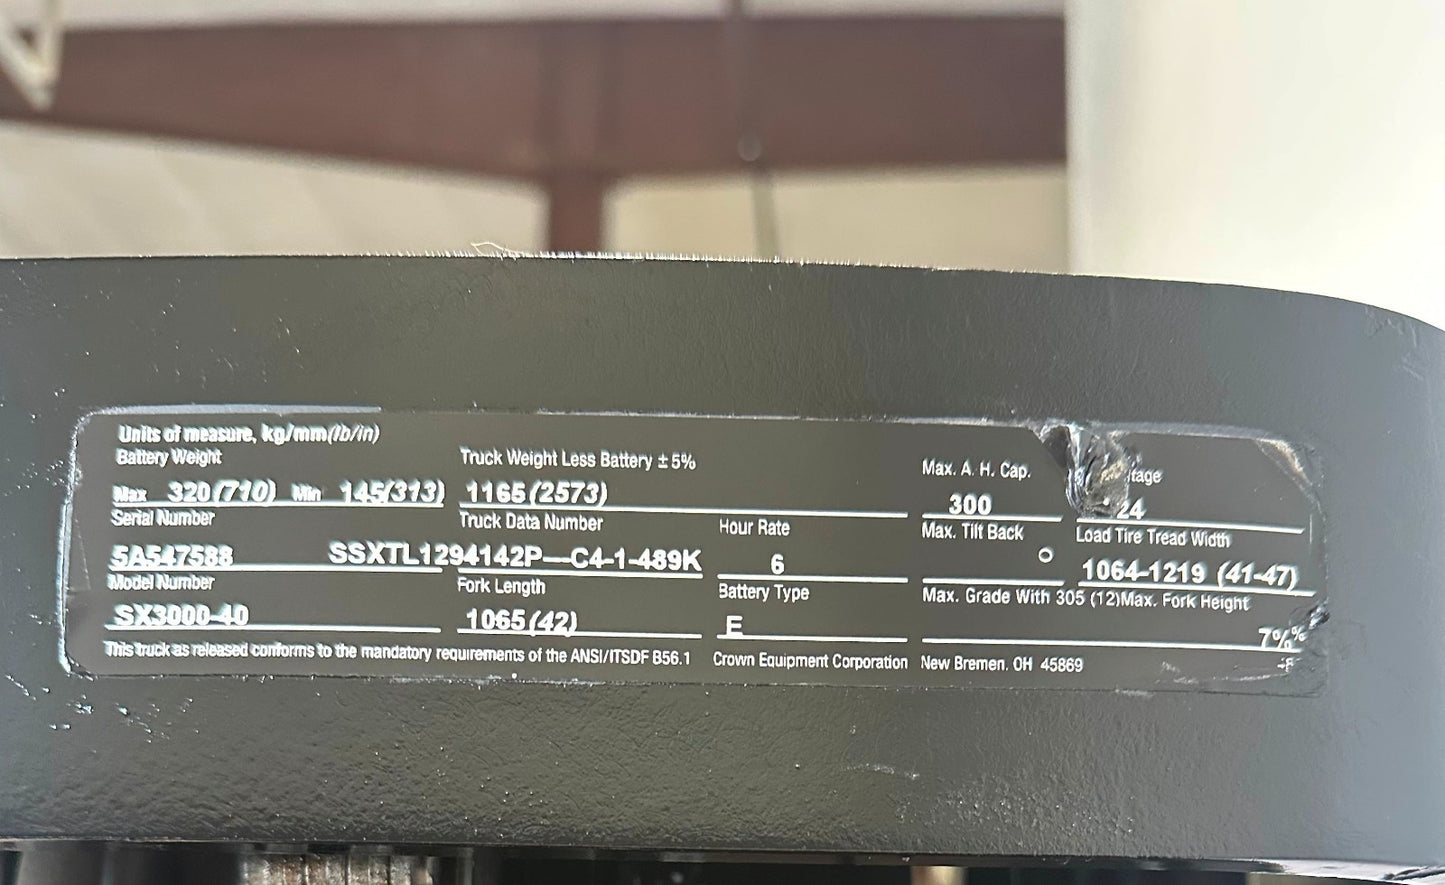 Units of measure, kg/mm(lb/in)
Battery Weight Truck Weight Less Battery ± 5% Max. A. H. Cap. tage
Max 320(710) Min 145(313) 1165(2573) 300 24
Serial Number Truck Data Number Hour Rate Max. Tilt Back Load Tire Tread Width
5A547588 SSXTL1294142P—C4-1-489K 6 ° 1064-1219 (41-47)
Model Number Fork Length Battery Type Max. Grade With 305 (12)Max. Fork Height
SX3000-40 1065(42) E 7%%
This truck as released conforms to the mandatory requirements of the ANSI/ITSDF B56.1 Crown Equipment Corporation New Bremen. OH 45869